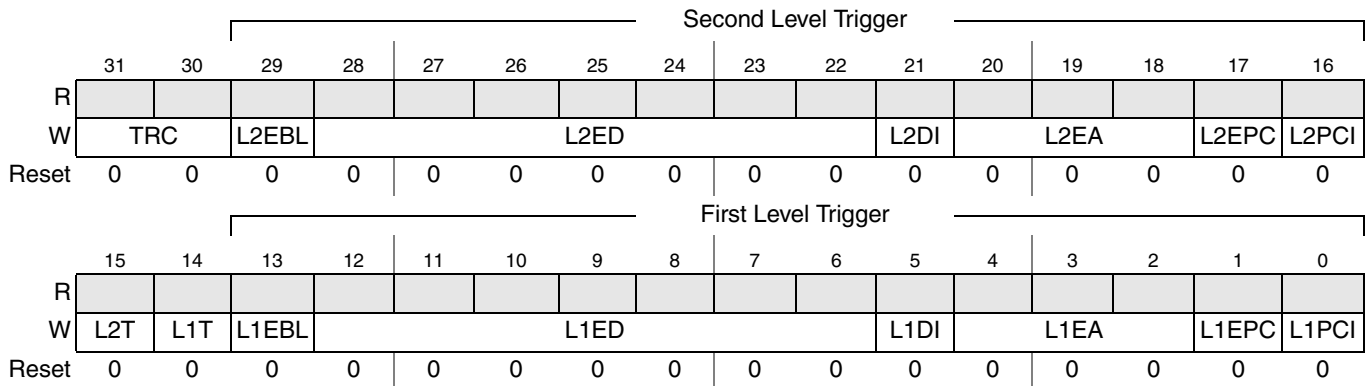 Second Level Trigger
31 30 29 28 27 26 25 24 23 22 21 20 19 18 17 16
R
W TRC L2EBL L2ED L2DI L2EA L2EPC L2PCI
Reset 0 0 0 0 0 0 0 0 0 0 0 0 0 0 0 0
First Level Trigger
15 14 13 12 11 10 9 8 7 6 5 4 3 2 1 0
R
W L2T L1T L1EBL L1ED L1DI L1EA L1EPC L1PCI
Reset 0 0 0 0 0 0 0 0 0 0 0 0 0 0 0 0